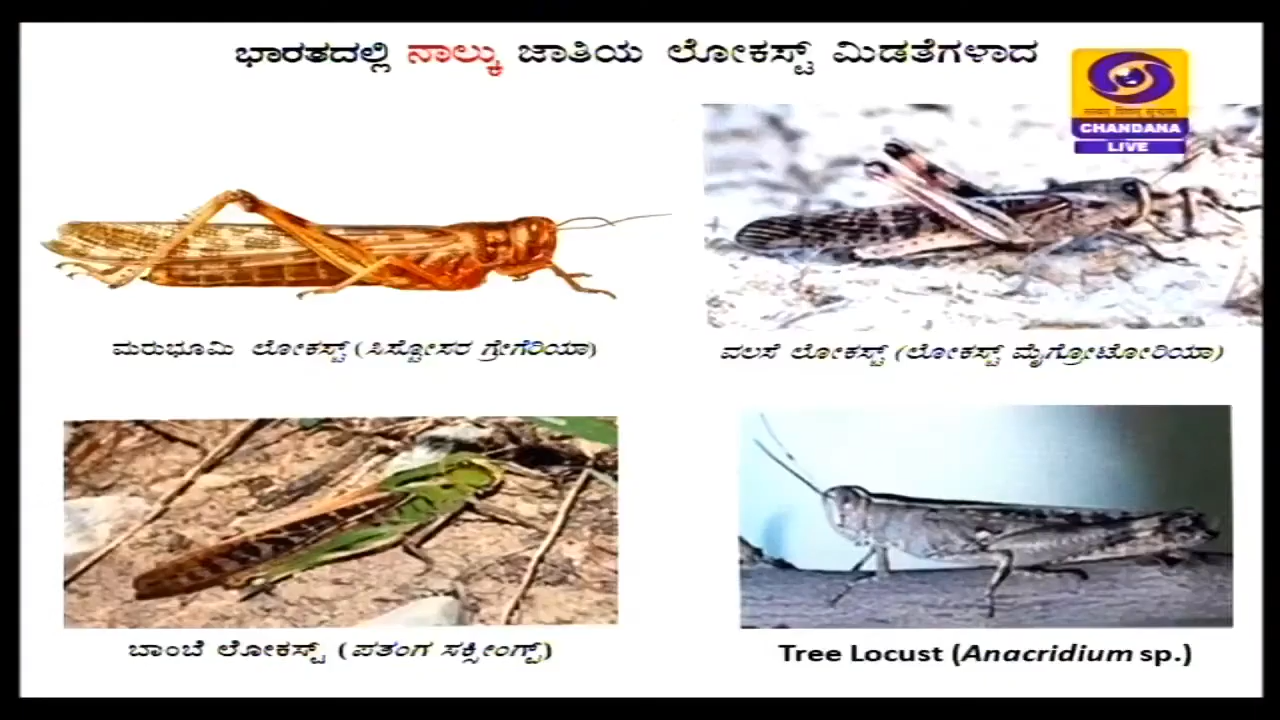 ಭಾರತದಲ್ಲಿ ನಾಲ್ಕು ಜಾತಿಯ ಲೋಕಸ್ಟ್ ಮಿಡತೆಗಳಾದ
CHANDANA
LIVE
ಮರುಭೂಮಿ ಲೋಕಸ್ಟ್ (ಸಿಸ್ಟೋಸರ ಗ್ರೇಗೆರಿಯಾ)
ವಲಸೆ ಲೋಕಸ್ಟ್ (ಲೋಕಸ್ಟ್ ಮೈಗ್ರೋಟೋರಿಯಾ)
ಬಾಂಬೆ ಲೋಕಸ್ಟ್ (ಪತಂಗ ಸಕ್ಸೀಂಗ್ಟ್)
Tree Locust (Anacridium sp.)